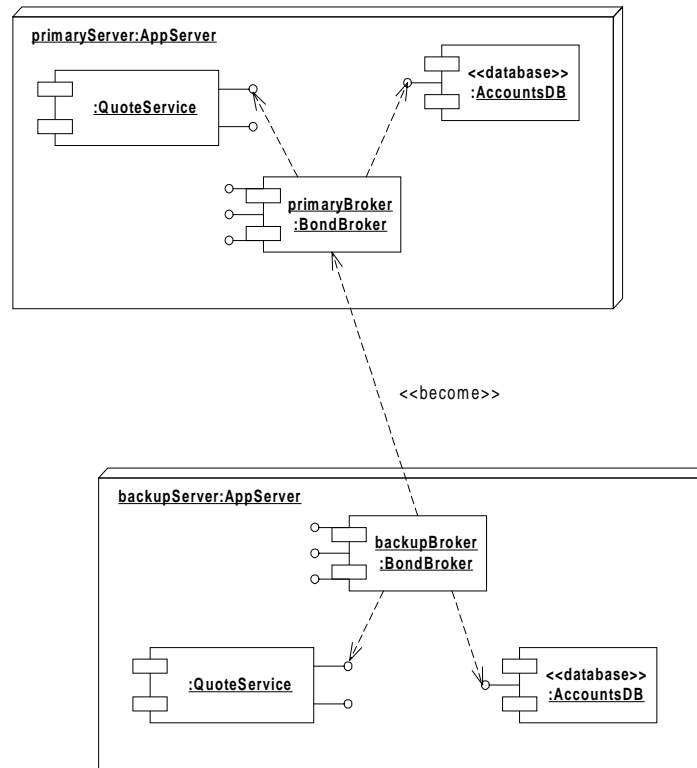 primaryServer:AppServer
<<database>>
:AccountsDB
:QuoteService
primaryBroker
:BondBroker
<<become>>
backupServer:AppServer
backupBroker
:BondBroker
:QuoteService
<<database>>
:AccountsDB